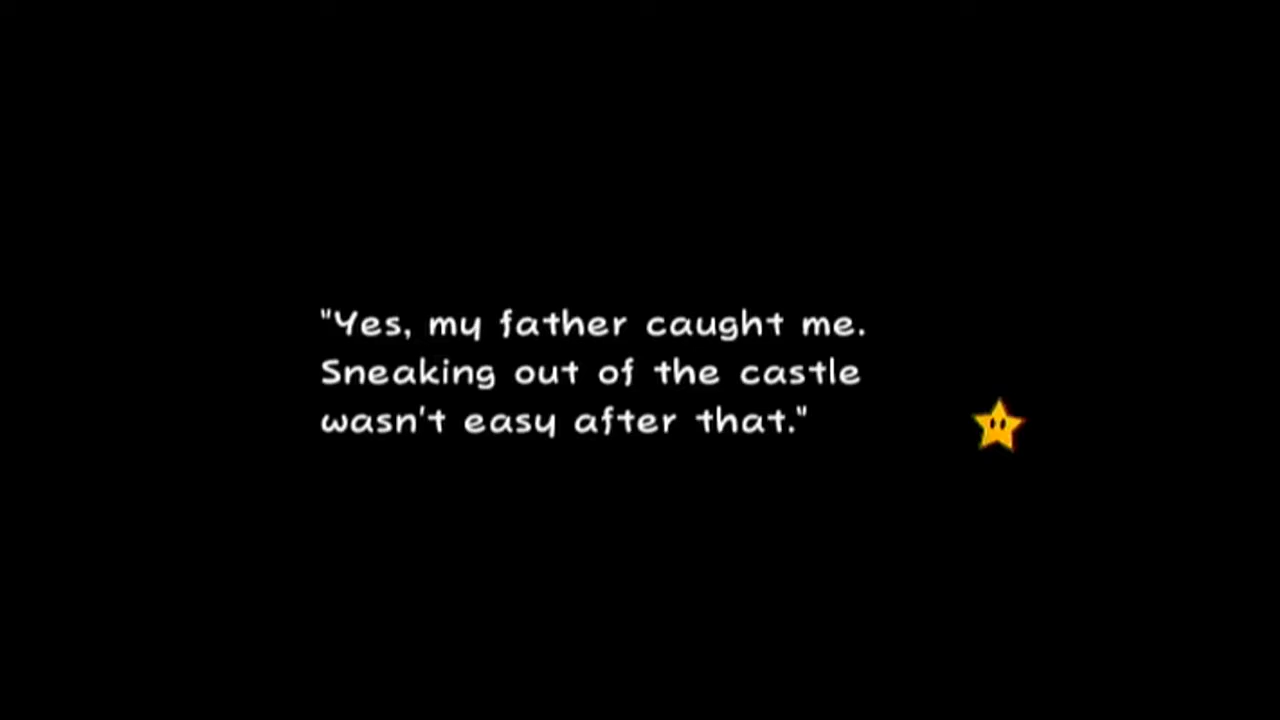 "Yes, my father caught me.
Sneaking out of the castle
wasn't easy after that."